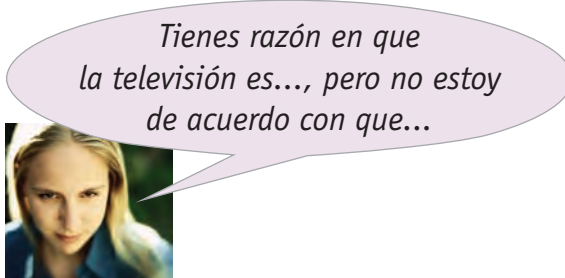 Tienes razón en que
la televisión es..., pero no estoy
de acuerdo con que...